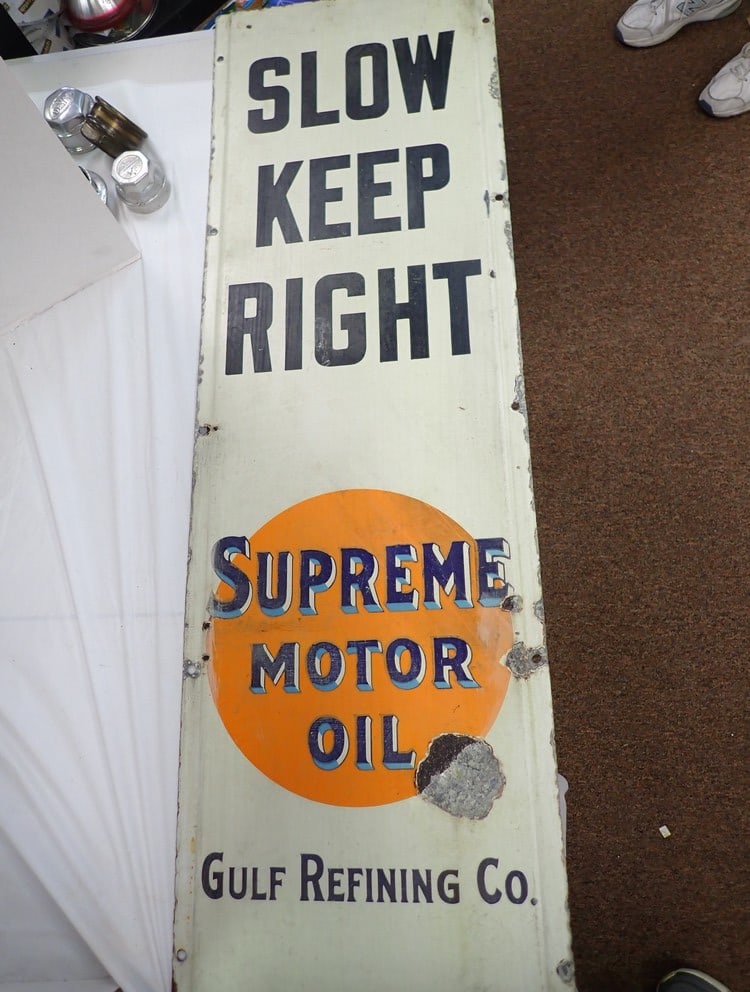 SLOW
KEEP
RIGHT
SUPREME
MOTOR
OIL
GULF REFINING CO.